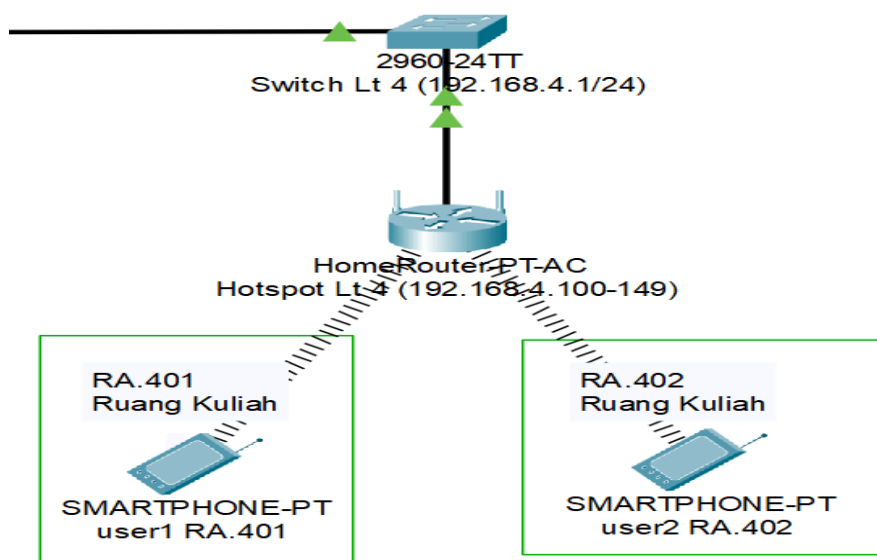 2960-24TT
Switch Lt 4 (192.168.4.1/24)
HomeRouter-PT-AC
Hotspot Lt 4 (192.168.4.100-149)
RA.401
Ruang Kuliah
SMARTPHONE-PT
user1 RA.401
RA.402
Ruang Kuliah
SMARTPHONE-PT
user2 RA.402